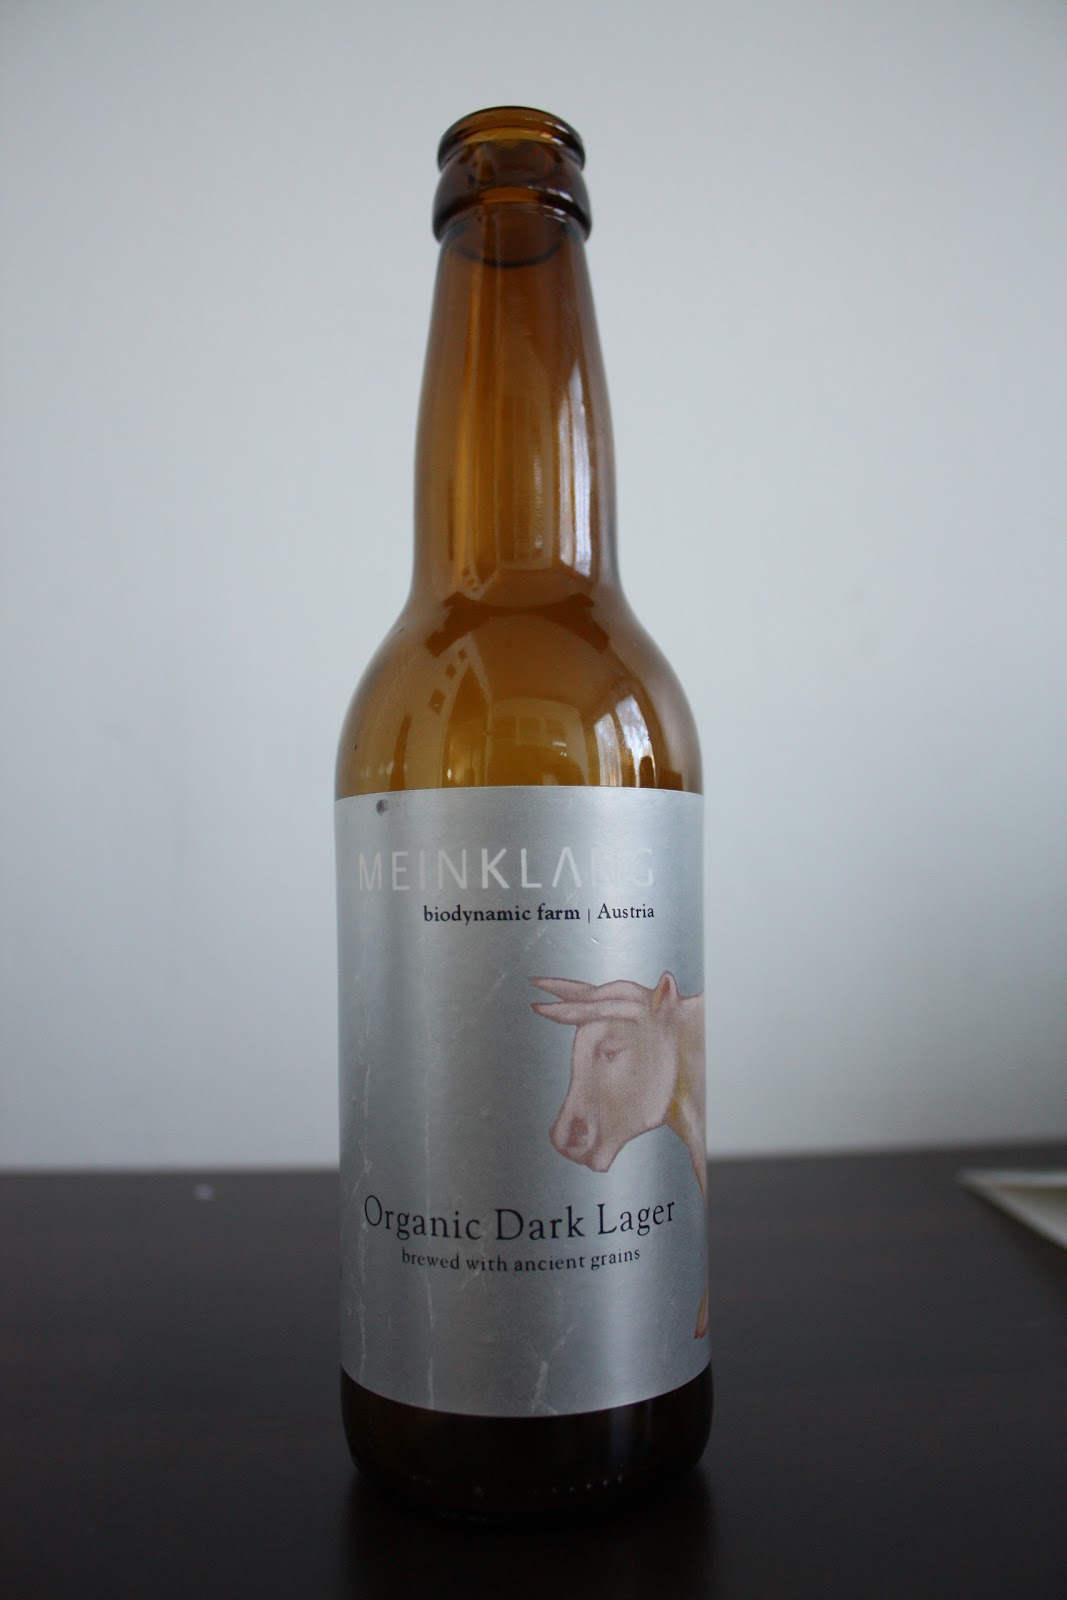 MEINKLANG
biodynamic farm | Austria
Organic Dark Lager
brewed with ancient grains